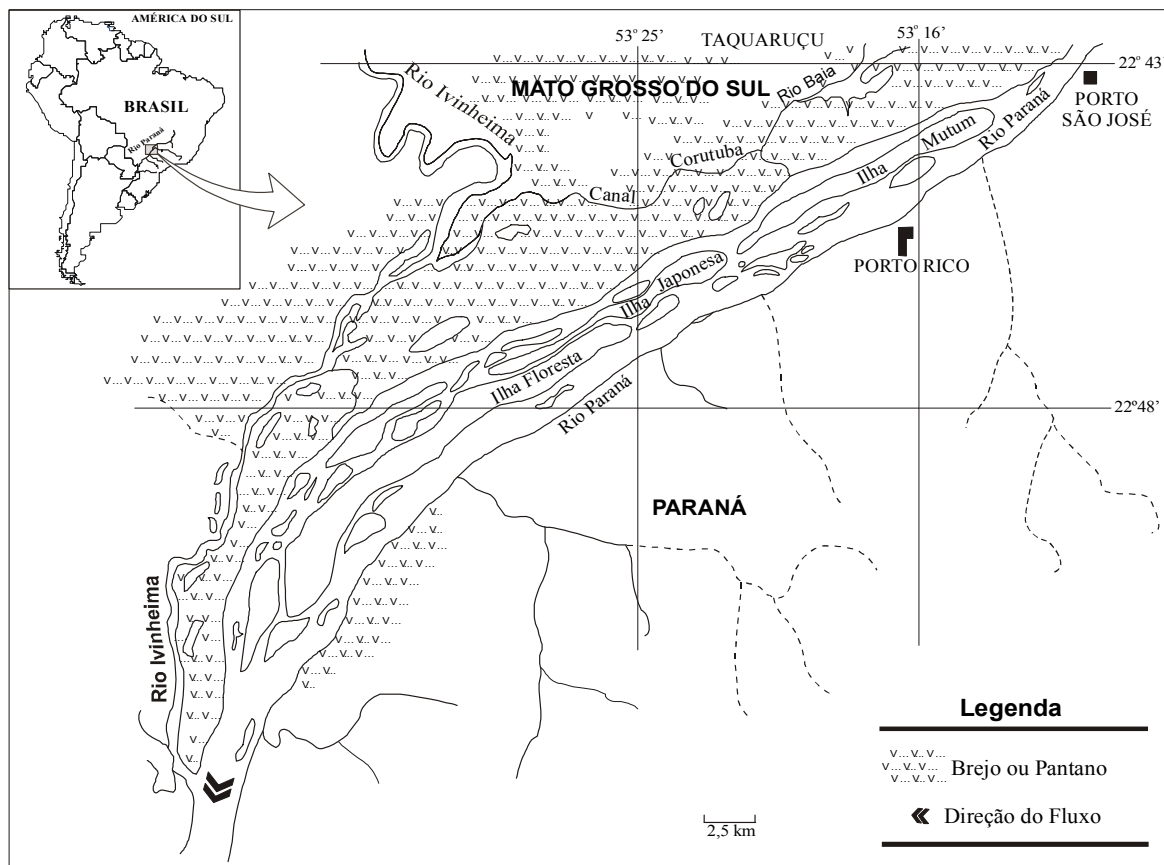 AMÉRICA DO SUL
BRASIL
Rio Paraná
53° 25'
53° 16'
TAQUARUÇU
22° 43'
MATO GROSSO DO SUL
Rio Baia
Rio Ivinheima
PORTO
SÃO JOSÉ
Rio Paraná
Ilha Mutum
Corutuba
Canal
PORTO RICO
Ilha Japonesa
Ilha Floresta
Rio Paraná
22°48'
PARANÁ
Rio Ivinheima
Legenda
Brejo ou Pantano
Direção do Fluxo
2,5 km